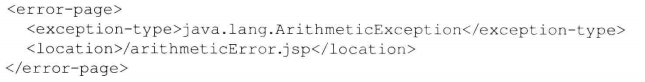 <error-page>
  <exception-type>java.lang.ArithmeticException</exception-type>
  <location>/arithmeticError.jsp</location>
</error-page>